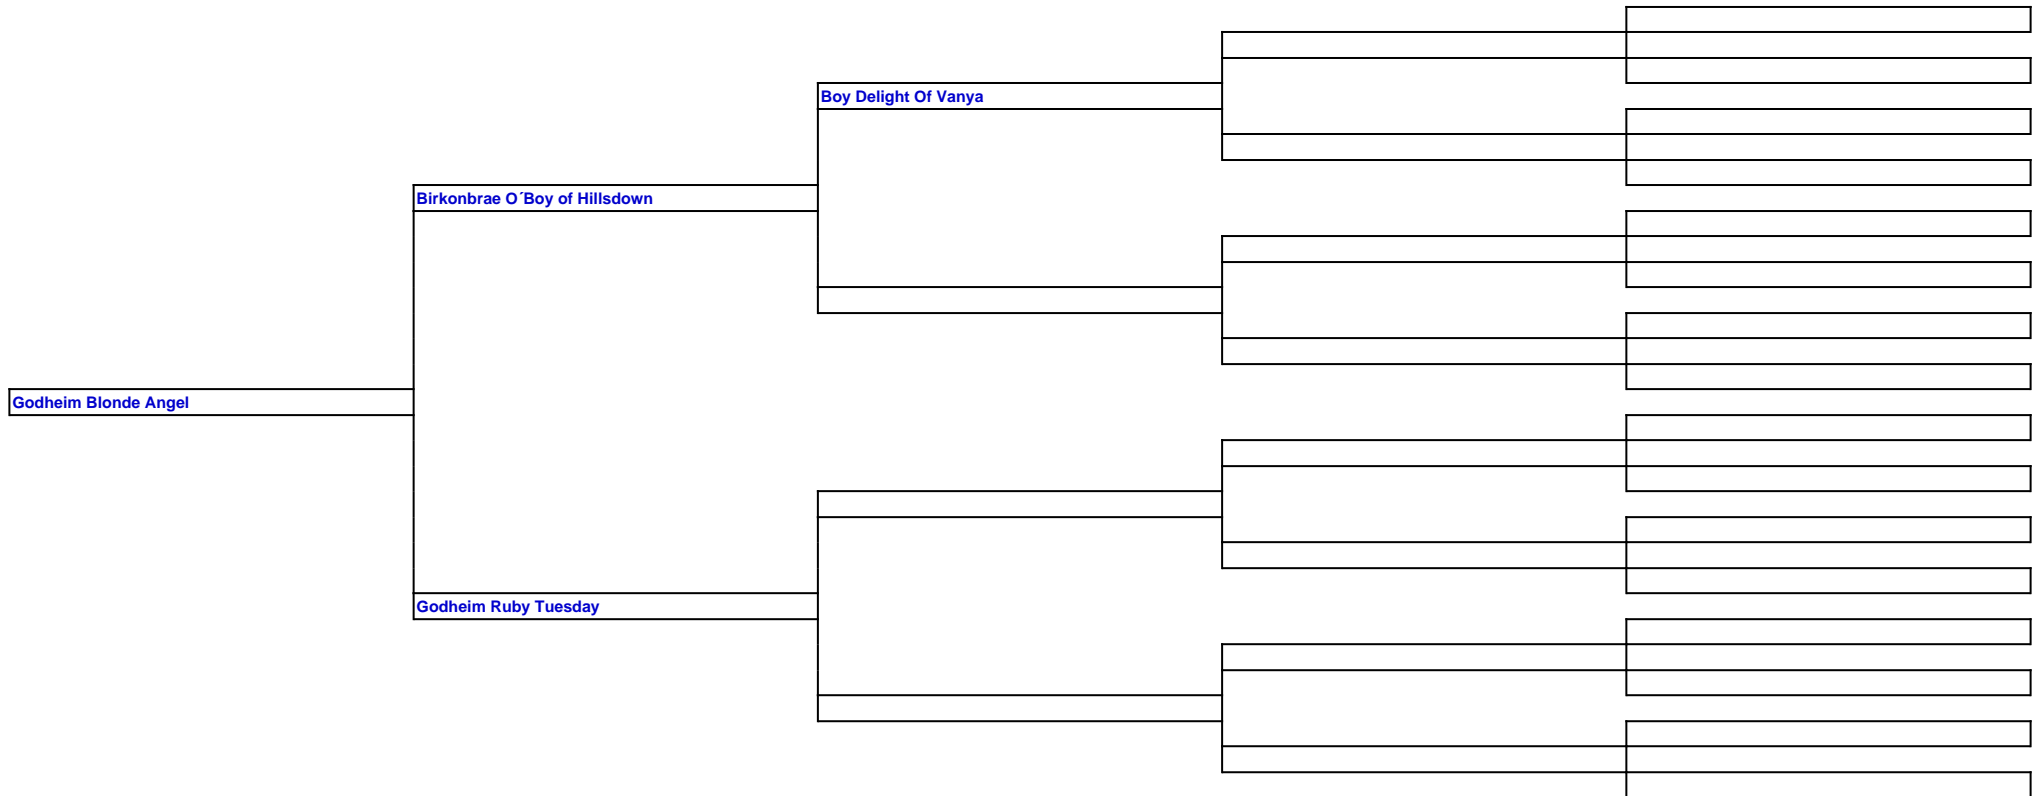 Boy Delight Of Vanya
Birkonbrae O´Boy of Hillsdown
Godheim Blonde Angel
Godheim Ruby Tuesday